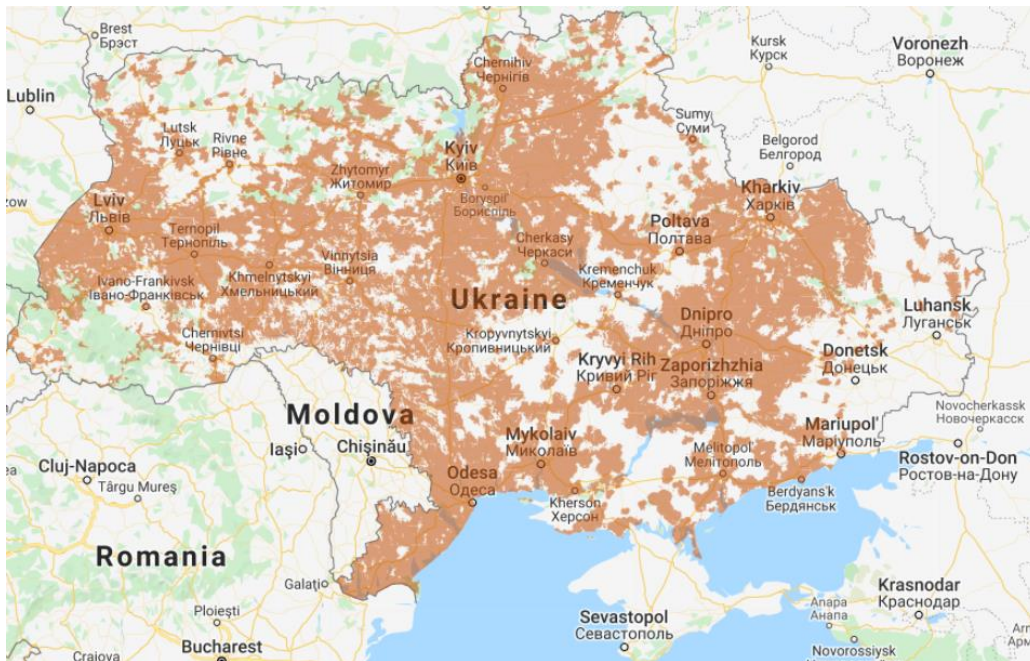 Brest
Брэст
Lublin
Kursk
Курск
Voronezh
Воронеж
Chernihiv
Чернігів
Sumy
Суми
Belgorod
Белгород
Lutsk
Луцьк
Rivne
Рівне
Kyiv
Київ
Zhytomyr
Житомир
Boryspil'
Бориспіль
Kharkiv
Харків
zow
Lviv
Львів
Ternopil
Тернопіль
Khmelnytskyi
Хмельницький
Vinnytsia
Вінниця
Cherkasy
Черкаси
Poltava
Полтава
Kremenchuk
Кременчук
Ivano-Frankivsk
Івано-Франківськ
Ukraine
Luhansk
Луганськ
Chernivtsi
Чернівці
Kropyvnytskyi
Кропивницький
Dnipro
Дніпро
Kryvyi Rih
Кривий Ріг
Zaporizhzhia
Запоріжжя
Donetsk
Донецьк
Moldova
Iași
Chișinău
Mykolaiv
Миколаїв
Melitopol'
Мелітополь
Mariupol'
Маріуполь
Novocherkassk
Новочеркасск
Rostov-on-Don
Ростов-на-Дону
Cluj-Napoca
Târgu Mureș
Odesa
Одеса
Kherson
Херсон
Berdyans'k
Бердянськ
Romania
Galați
Ploiești
Bucharest
Craiova
Sevastopol
Севастополь
Krasnodar
Краснодар
Anapa
Анапа
Novorossiysk
Новороссийск
Arm
Арм